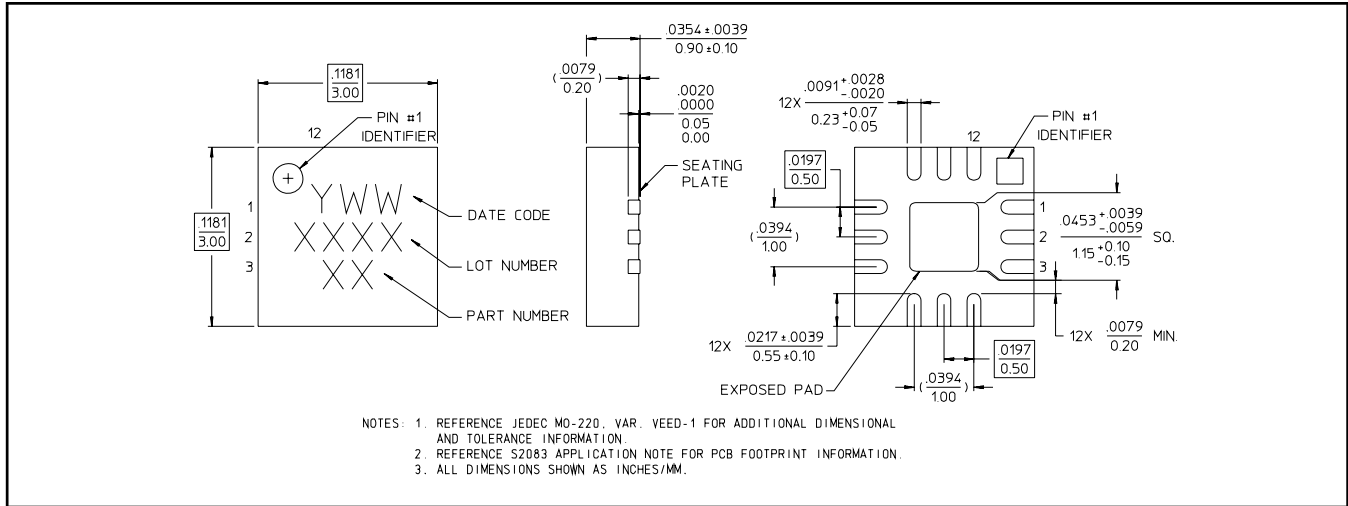 .1181
3.00
12
PIN #1
IDENTIFIER
.1181
3.00
1
2
3
YWW
XXXX
XX
DATE CODE
LOT NUMBER
PART NUMBER
.0354 ±.0039
0.90 ±0.10
(.0079
0.20)
.0020
.0000
0.05
0.00
SEATING
PLATE
12X .0091 +.0028
-.0020
0.23 +0.07
-0.05
12
PIN #1
IDENTIFIER
.0197
0.50
(.0394
1.00)
1
2
3
.0453 +.0039
-.0059 SQ.
1.15 +0.10
-0.15
12X .0217 ±.0039
0.55 ±0.10
12X .0079 MIN.
0.20
.0197
0.50
(.0394
1.00)
EXPOSED PAD
NOTES: 1. REFERENCE JEDEC MO-220, VAR. VEED-1 FOR ADDITIONAL DIMENSIONAL
AND TOLERANCE INFORMATION.
2. REFERENCE S2083 APPLICATION NOTE FOR PCB FOOTPRINT INFORMATION.
3. ALL DIMENSIONS SHOWN AS INCHES/MM.